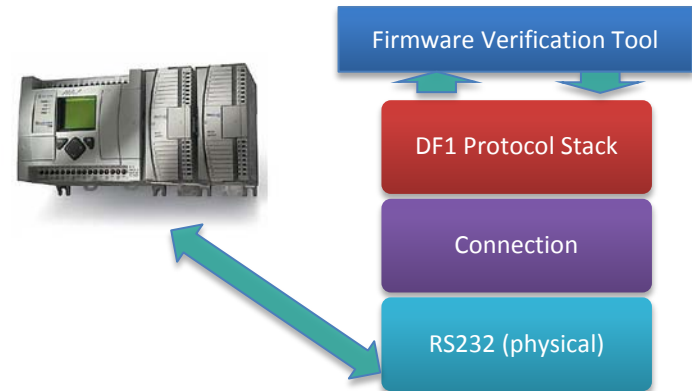 Firmware Verification Tool
DF1 Protocol Stack
Connection
RS232 (physical)